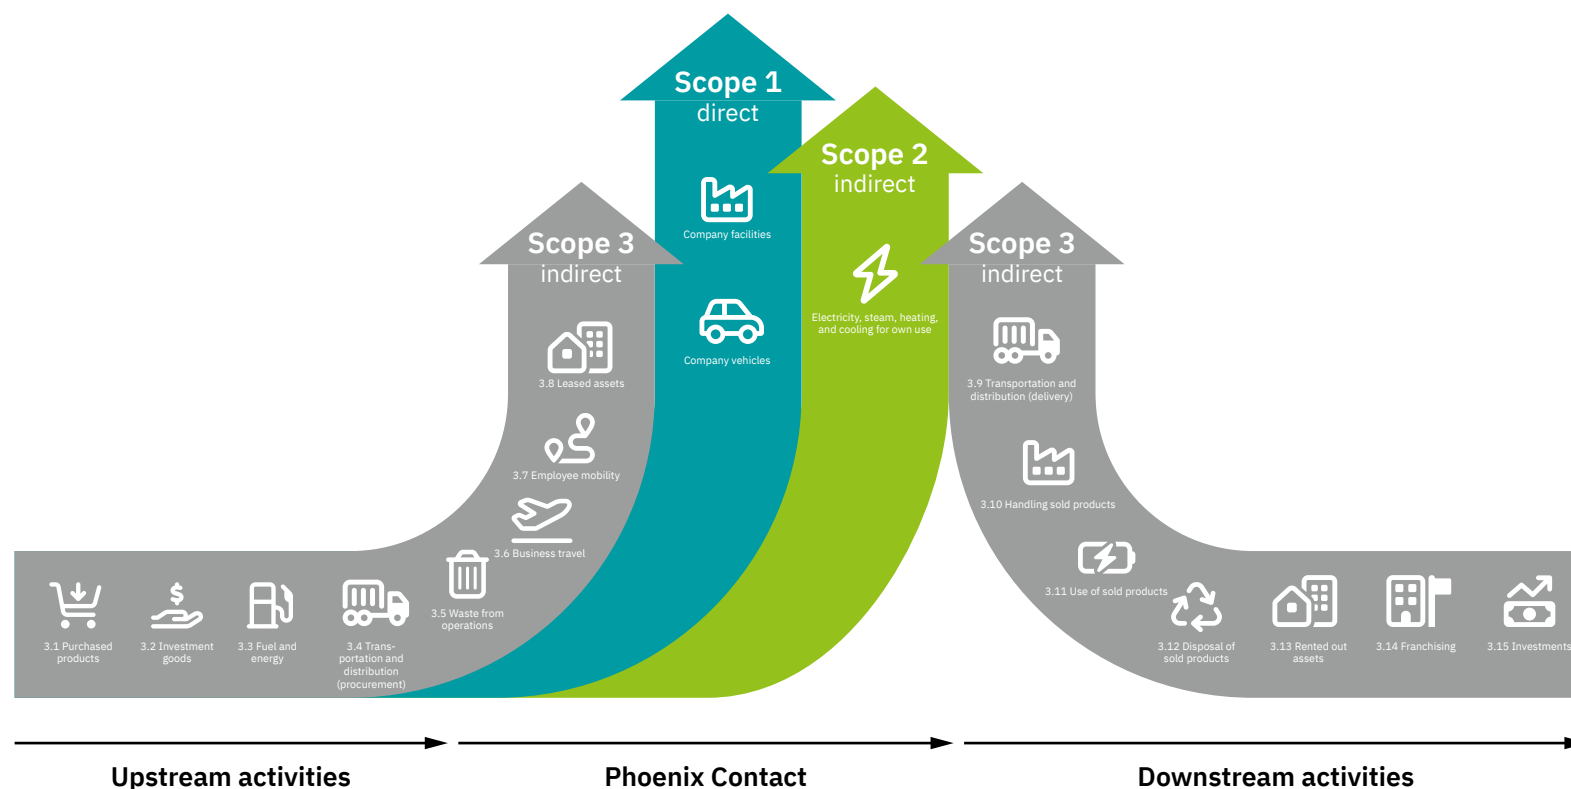 Scope 1
direct
Company facilities
Company vehicles
Scope 2
indirect
Electricity, steam, heating,
and cooling for own use
Scope 3
indirect
3.8 Leased assets
3.7 Employee mobility
3.6 Business travel
3.5 Waste from
operations
3.4 Trans-
portation and
distribution
(procurement)
3.3 Fuel and
energy
3.2 Investment
goods
3.1 Purchased
products
Scope 3
indirect
3.9 Transportation and
distribution (delivery)
3.10 Handling sold products
3.11 Use of sold products
3.12 Disposal of
sold products
3.13 Rented out
assets
3.14 Franchising
3.15 Investments
Upstream activities
Phoenix Contact
Downstream activities